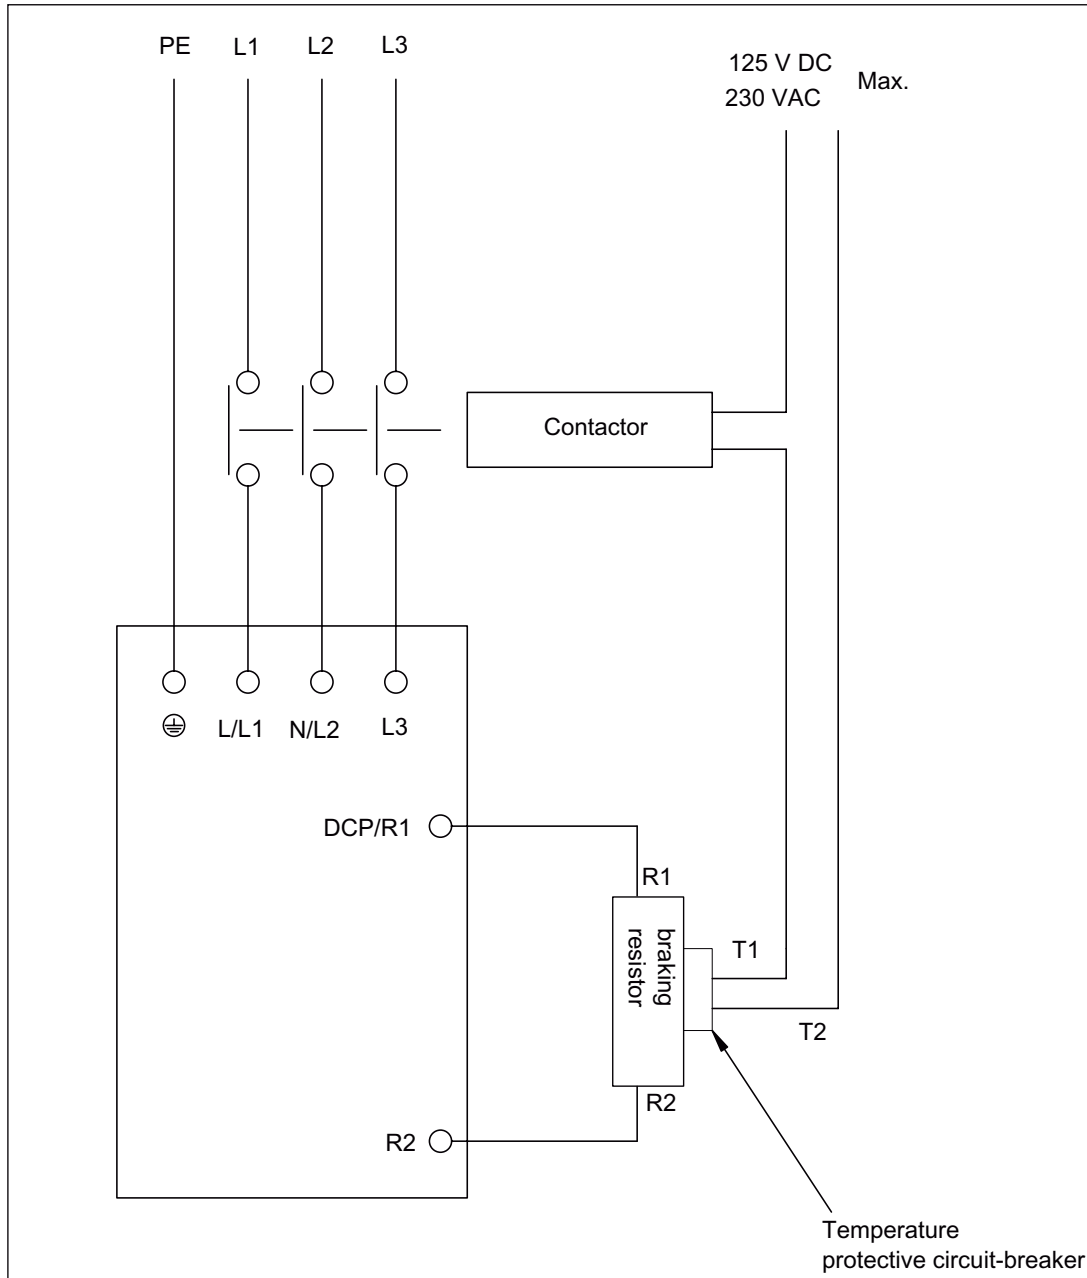 PE L1 L2 L3
125 V DC
230 VAC
Max.
Contactor
L/L1 N/L2 L3
DCP/R1
R1
braking
resistor
T1
T2
R2
R2
Temperature
protective circuit-breaker